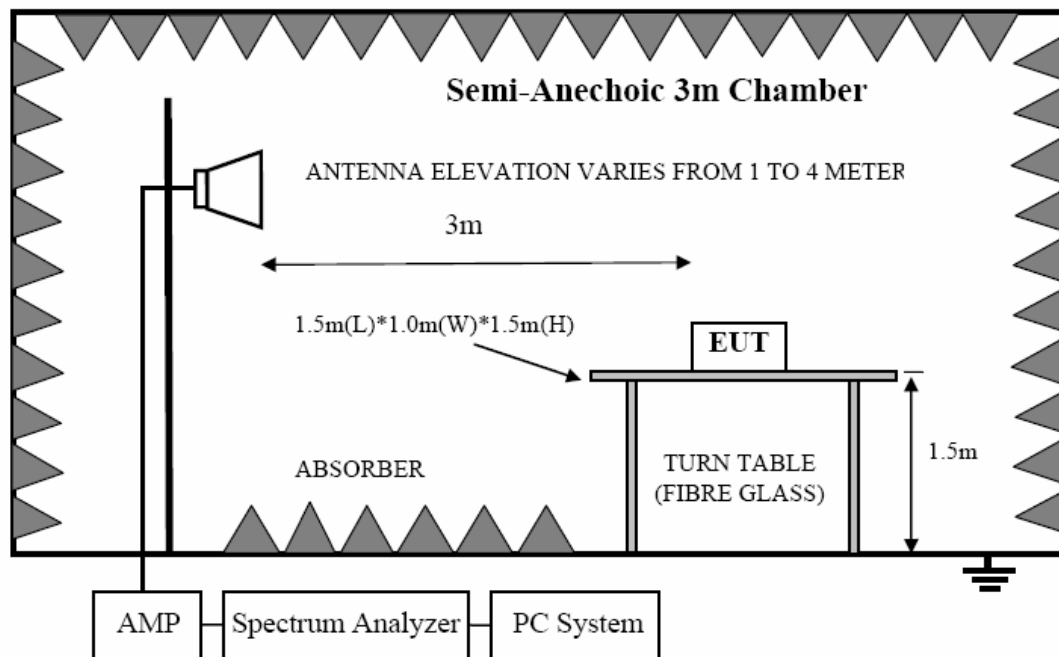 Semi-Anechoic 3m Chamber
ANTENNA ELEVATION VARIES FROM 1 TO 4 METER
3m
1.5m(L)*1.0m(W)*1.5m(H)
EUT
1.5m
ABSORBER
TURN TABLE
(FIBRE GLASS)
AMP
Spectrum Analyzer
PC System